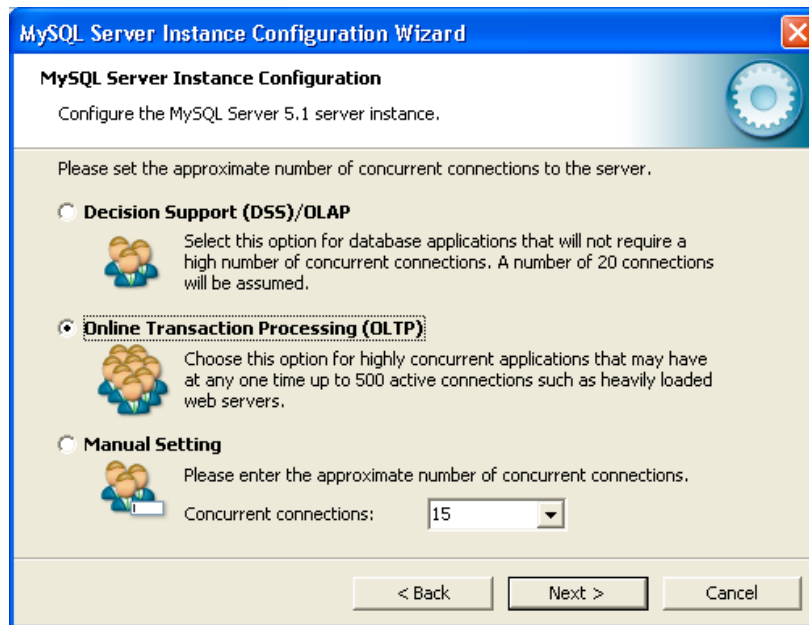 MySQL Server Instance Configuration Wizard
MySQL Server Instance Configuration
Configure the MySQL Server 5.1 server instance.
Please set the approximate number of concurrent connections to the server.
Decision Support (DSS)/OLAP
Select this option for database applications that will not require a
high number of concurrent connections. A number of 20 connections
will be assumed.
Online Transaction Processing (OLTP)
Choose this option for highly concurrent applications that may have
at any one time up to 500 active connections such as heavily loaded
web servers.
Manual Setting
Please enter the approximate number of concurrent connections.
Concurrent connections: 15
< Back Next > Cancel